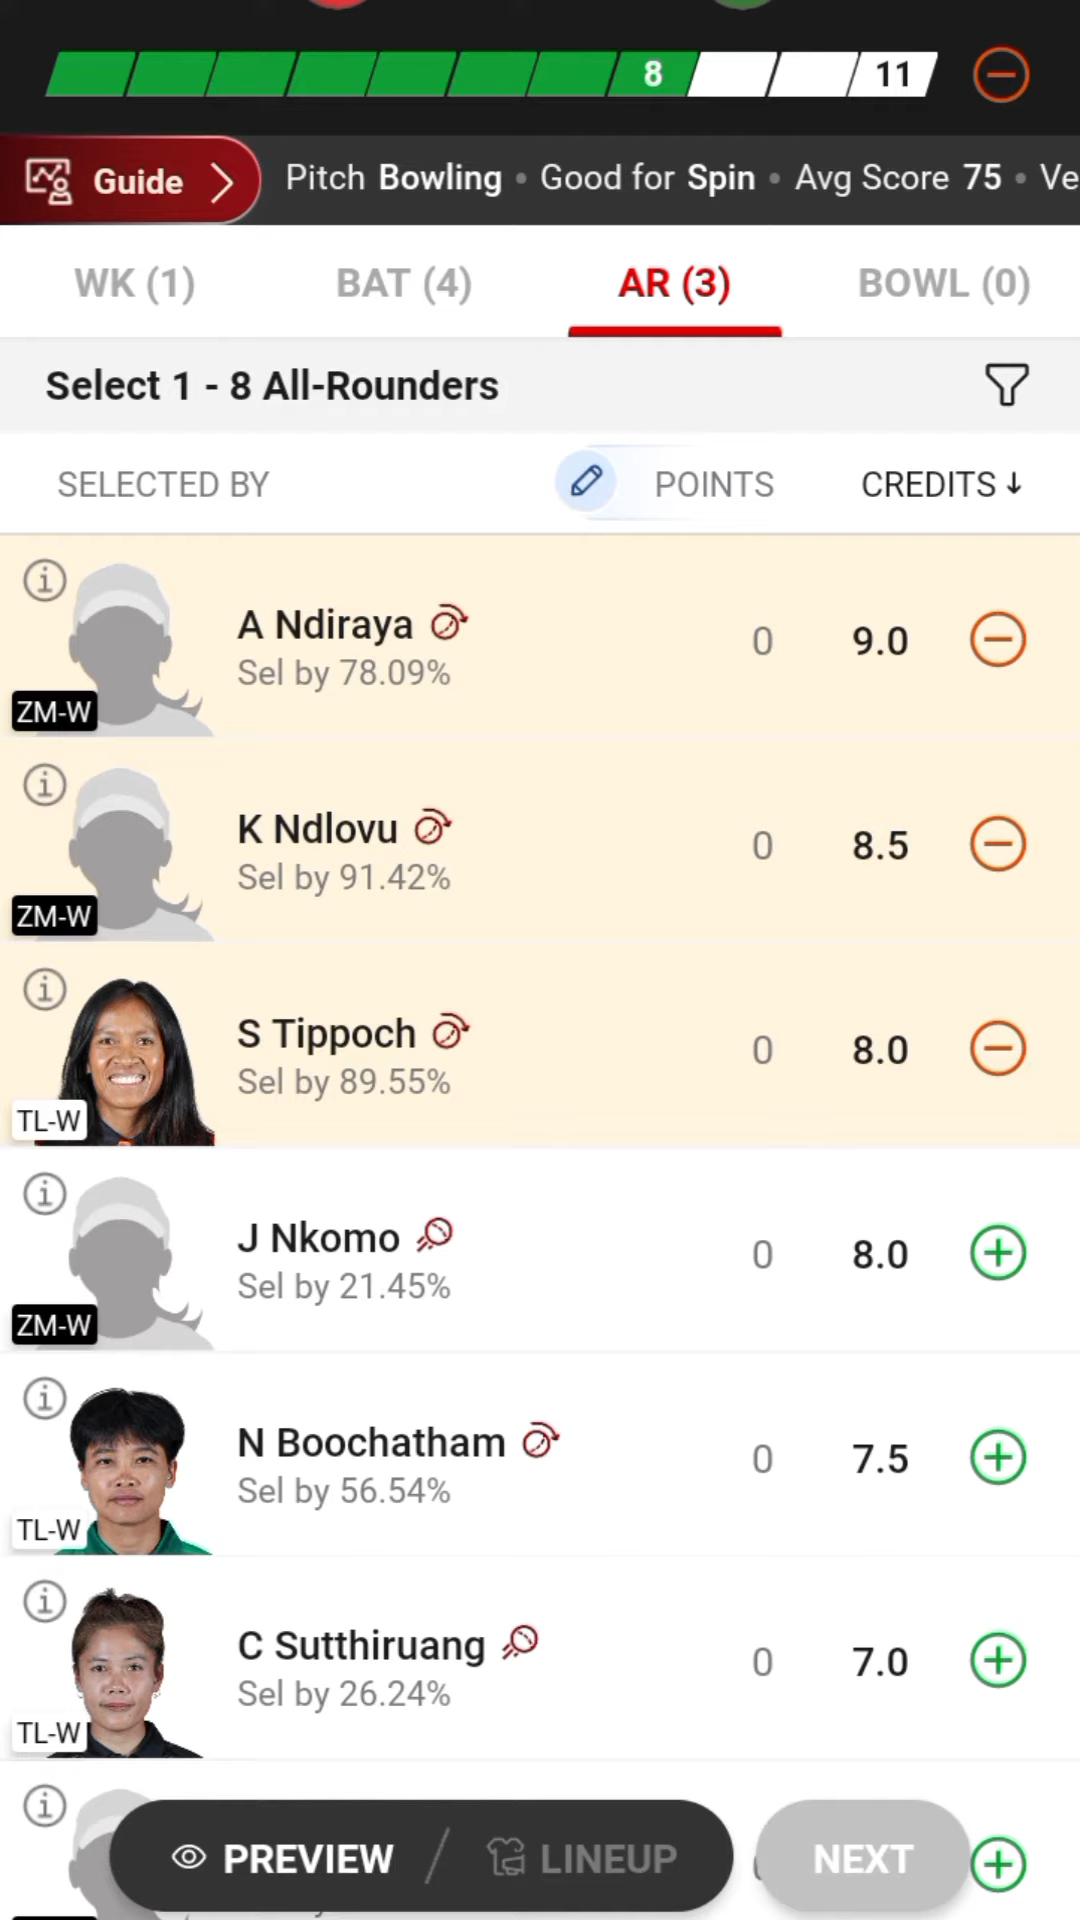 8
11
Guide
Pitch Bowling • Good for Spin • Avg Score 75 • Ve
WK (1)
BAT (4)
AR (3)
BOWL (0)
Select 1 - 8 All-Rounders
SELECTED BY
POINTS
CREDITS ↓
A Ndiraya
Sel by 78.09%
0
9.0
ZM-W
K Ndlovu
Sel by 91.42%
0
8.5
ZM-W
S Tippoch
Sel by 89.55%
0
8.0
TL-W
J Nkomo
Sel by 21.45%
0
8.0
ZM-W
N Boochatham
Sel by 56.54%
0
7.5
TL-W
C Sutthiruang
Sel by 26.24%
0
7.0
TL-W
PREVIEW / LINEUP
NEXT